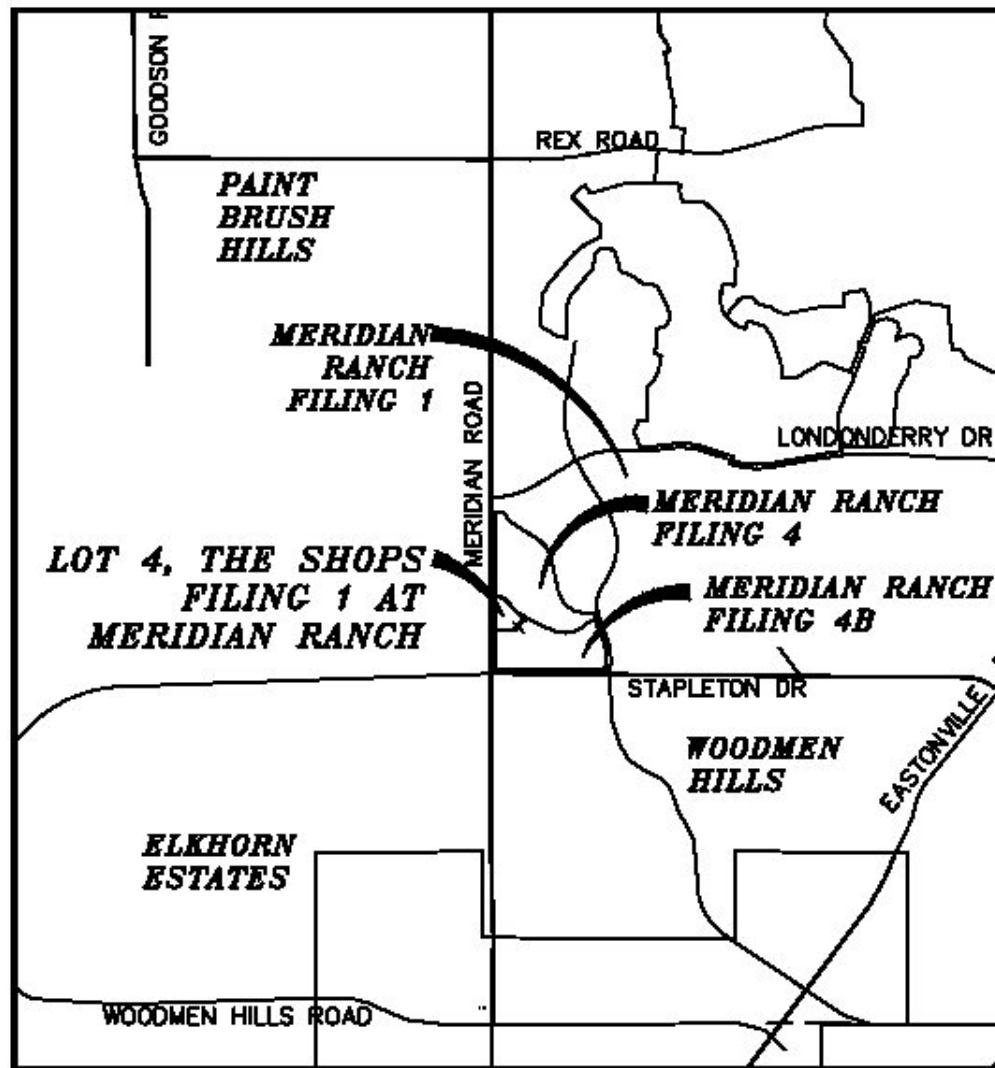 GOODSON
REX ROAD
PAINT
BRUSH
HILLS
MERIDIAN
RANCH
FILING 1
MERIDIAN ROAD
LONDONDERRY DR
MERIDIAN RANCH
FILING 4
LOT 4, THE SHOPS
FILING 1 AT
MERIDIAN RANCH
MERIDIAN RANCH
FILING 4B
STAPLETON DR
EASTONVILLE
WOODMEN
HILLS
ELKHORN
ESTATES
WOODMEN HILLS ROAD